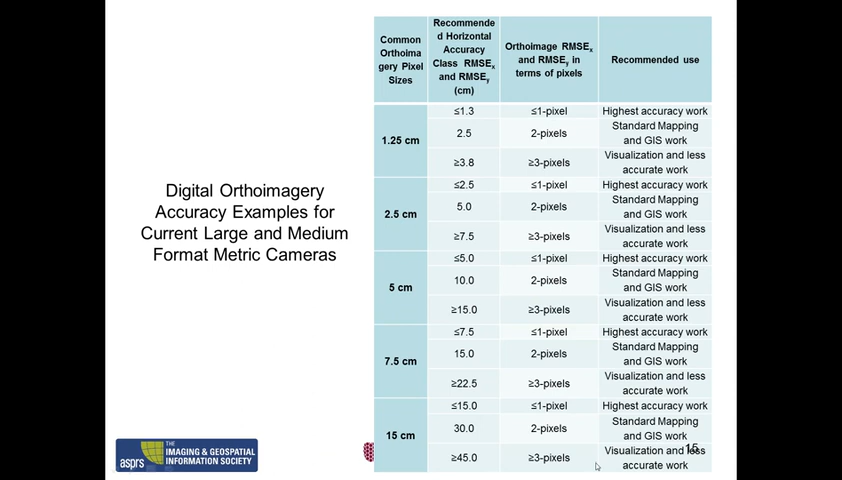 Digital Orthoimagery
Accuracy Examples for
Current Large and Medium
Format Metric Cameras
Common
Orthoima
gery Pixel
Sizes
Recommende
d Horizontal
Accuracy
Class RMSEx
and RMSEy
(cm)
Orthoimage RMSEx
and RMSEy in
terms of pixels
Recommended use
1.25 cm
≤1.3 ≤1-pixel Highest accuracy work
2.5 2-pixels Standard Mapping
and GIS work
≥3.8 ≥3-pixels Visualization and less
accurate work
2.5 cm
≤2.5 ≤1-pixel Highest accuracy work
5.0 2-pixels Standard Mapping
and GIS work
≥7.5 ≥3-pixels Visualization and less
accurate work
5 cm
≤5.0 ≤1-pixel Highest accuracy work
10.0 2-pixels Standard Mapping
and GIS work
≥15.0 ≥3-pixels Visualization and less
accurate work
7.5 cm
≤7.5 ≤1-pixel Highest accuracy work
15.0 2-pixels Standard Mapping
and GIS work
≥22.5 ≥3-pixels Visualization and less
accurate work
15 cm
≤15.0 ≤1-pixel Highest accuracy work
30.0 2-pixels Standard Mapping
and GIS work
≥45.0 ≥3-pixels Visualization and less
accurate work
15
asprs
THE
IMAGING & GEOSPATIAL
INFORMATION SOCIETY